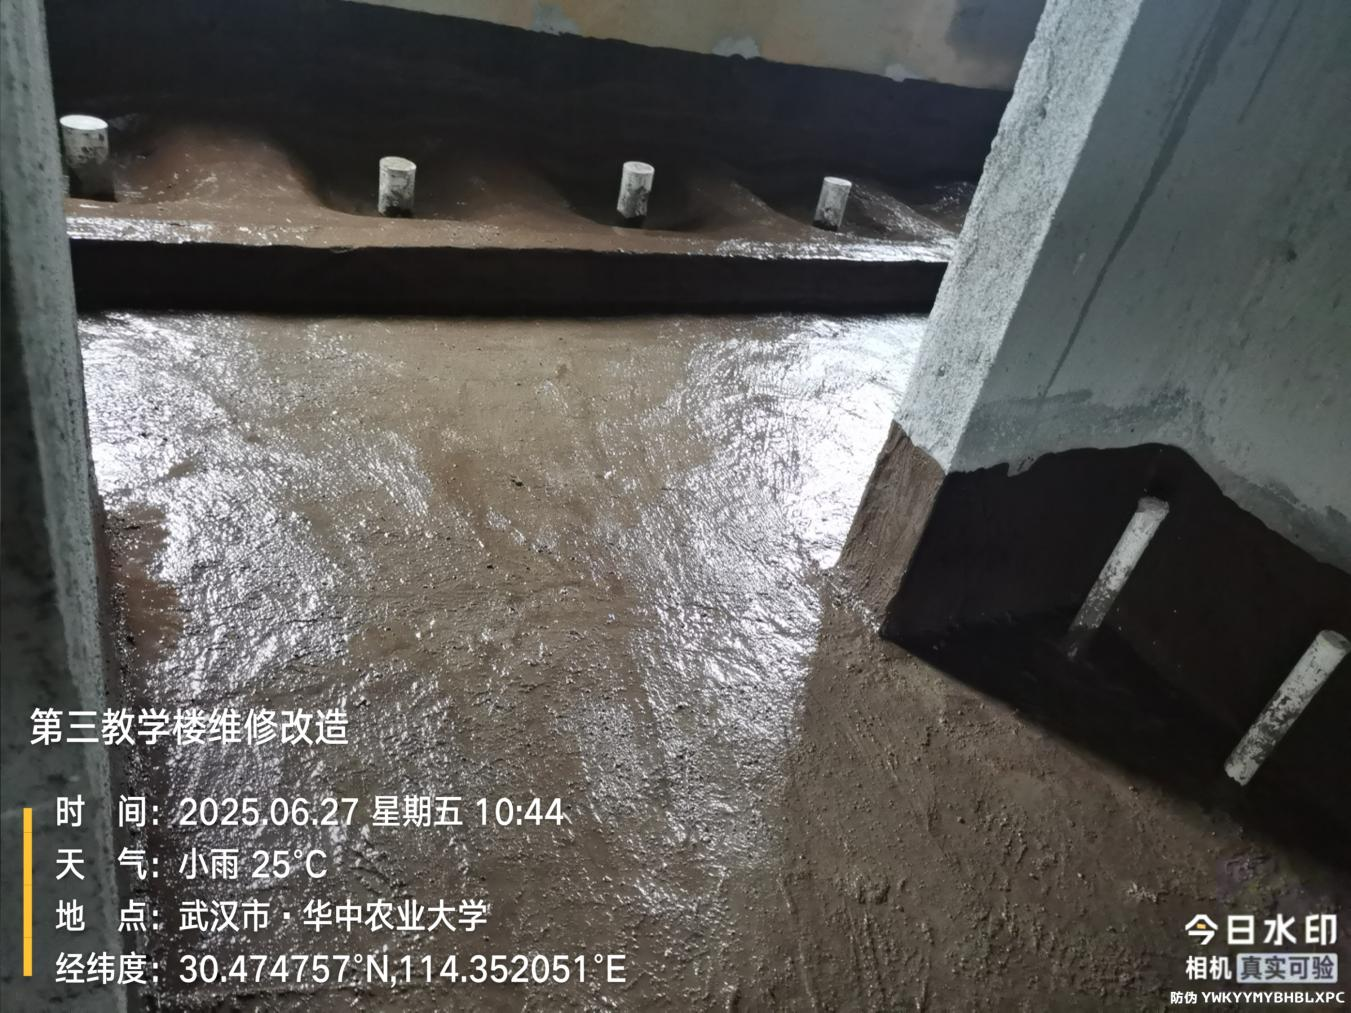 第三教学楼维修改造
时 间：2025.06.27 星期五 10:44
天 气：小雨 25°C
地 点：武汉市·华中农业大学
经纬度：30.474757°N,114.352051°E
今日水印
相机 真实可验
防伪 YWKYYMYBHBLXPC